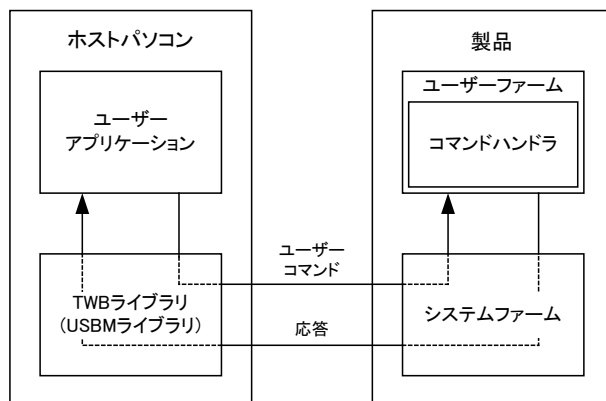 ホストパソコン
ユーザー
アプリケーション
TWBライブラリ
(USBMライブラリ)
ユーザー
コマンド
応答
製品
ユーザーファーム
コマンドハンドラ
システムファーム